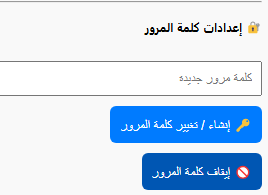 🔐 إعدادات كلمة المرور
كلمة مرور جديدة
🔑 إنشاء / تغيير كلمة المرور
🚫 إيقاف كلمة المرور